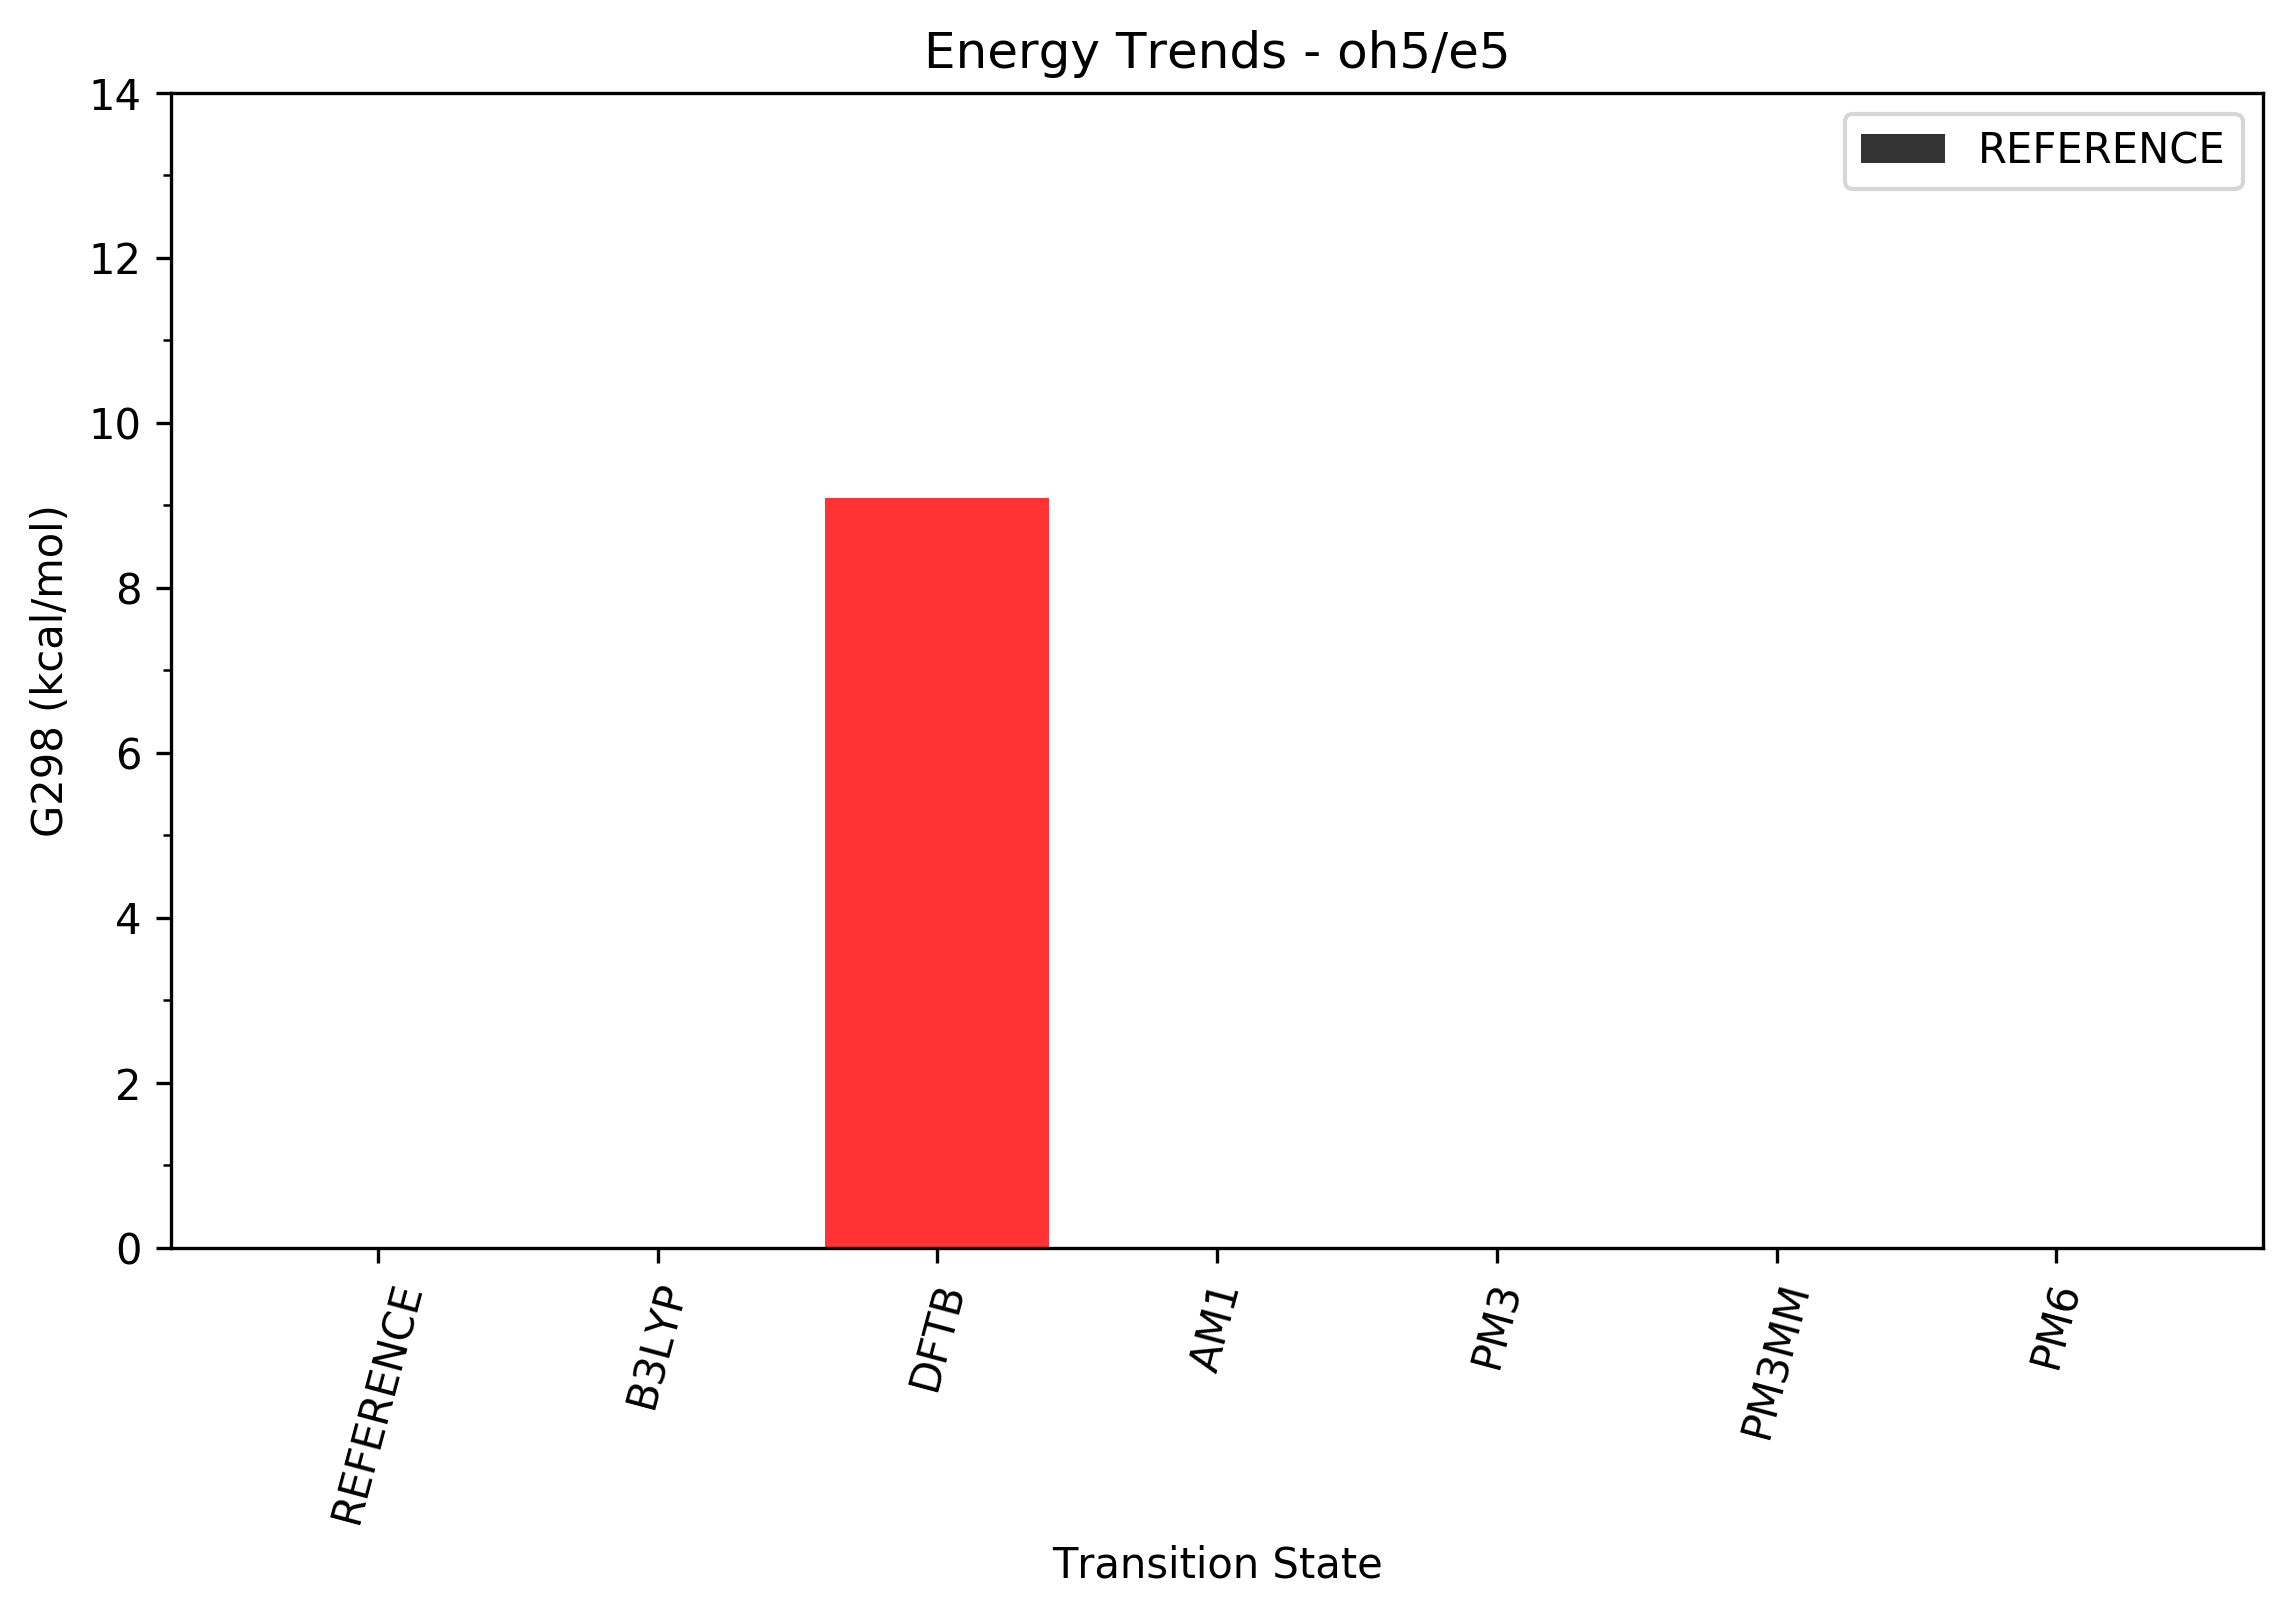 Energy Trends - oh5/e5
REFERENCE
G298 (kcal/mol)
14
12
10
8
6
4
2
0
REFERENCE
B3LYP
DFTB
AM1
PM3
PM3MM
PM6
Transition State